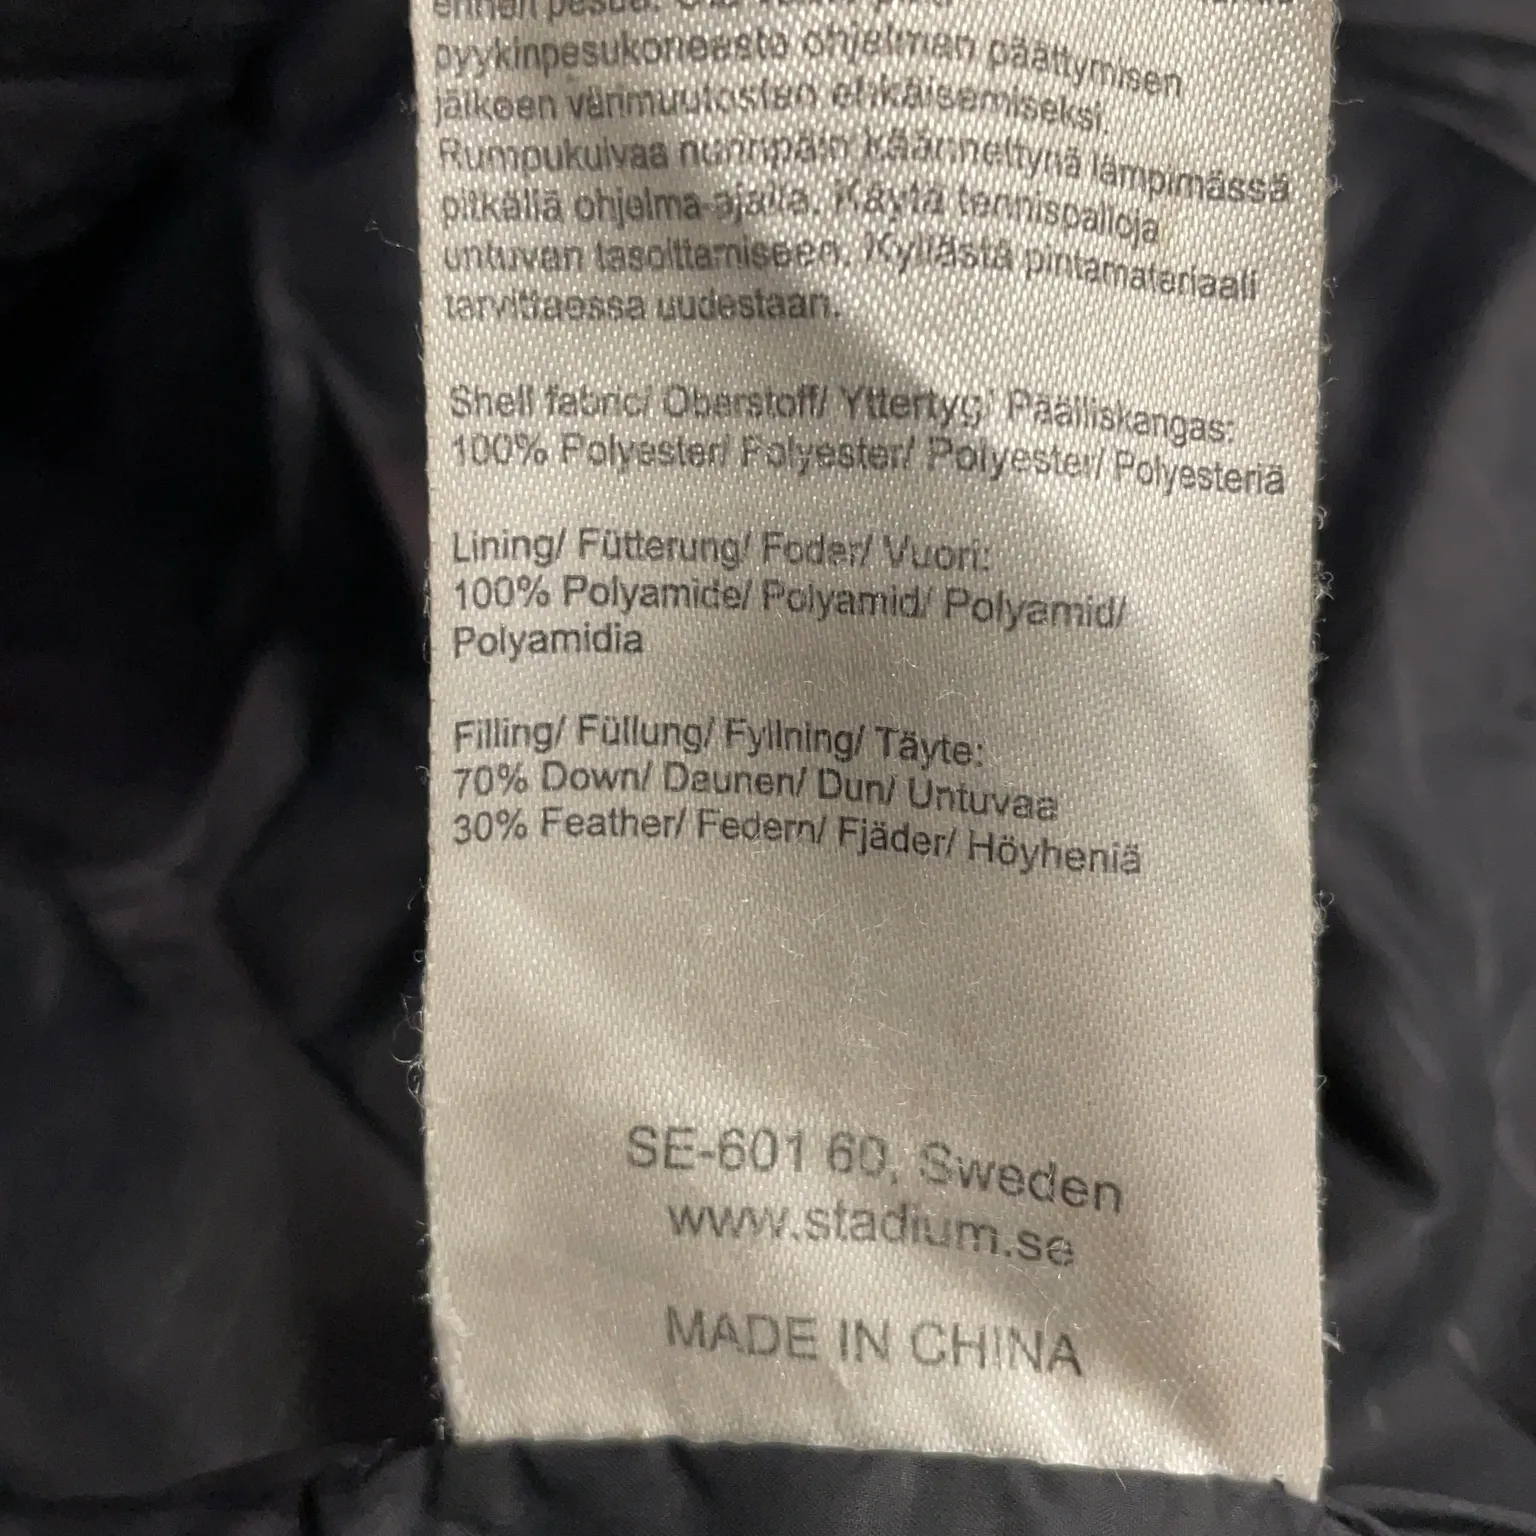 ennen pesua.
pyykinpesukoneesta ohjelman päättymisen
jälkeen värimuutosten ehkäisemiseksi.
Rumpukuivaa nurinpäin käännettynä lämpimässä
pitkällä ohjelma-ajalla. Käytä tennispalloja
untuvan tasoittamiseen. Kyllästä pintamateriaali
tarvittaessa uudestaan.
Shell fabric/ Oberstoff/ Yttertyg/ Päälliskangas:
100% Polyester/ Polyester/ Polyester/ Polyesteriä
Lining/ Fütterung/ Foder/ Vuori:
100% Polyamide/ Polyamid/ Polyamid/
Polyamidia
Filling/ Füllung/ Fyllning/ Täyte:
70% Down/ Daunen/ Dun/ Untuvaa
30% Feather/ Federn/ Fjäder/ Höyheniä
SE-601 60, Sweden
www.stadium.se
MADE IN CHINA